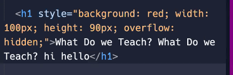 <h1 style="background: red; width:
100px; height: 90px; overflow:
hidden;">What Do we Teach? What Do we
Teach? hi hello</h1>